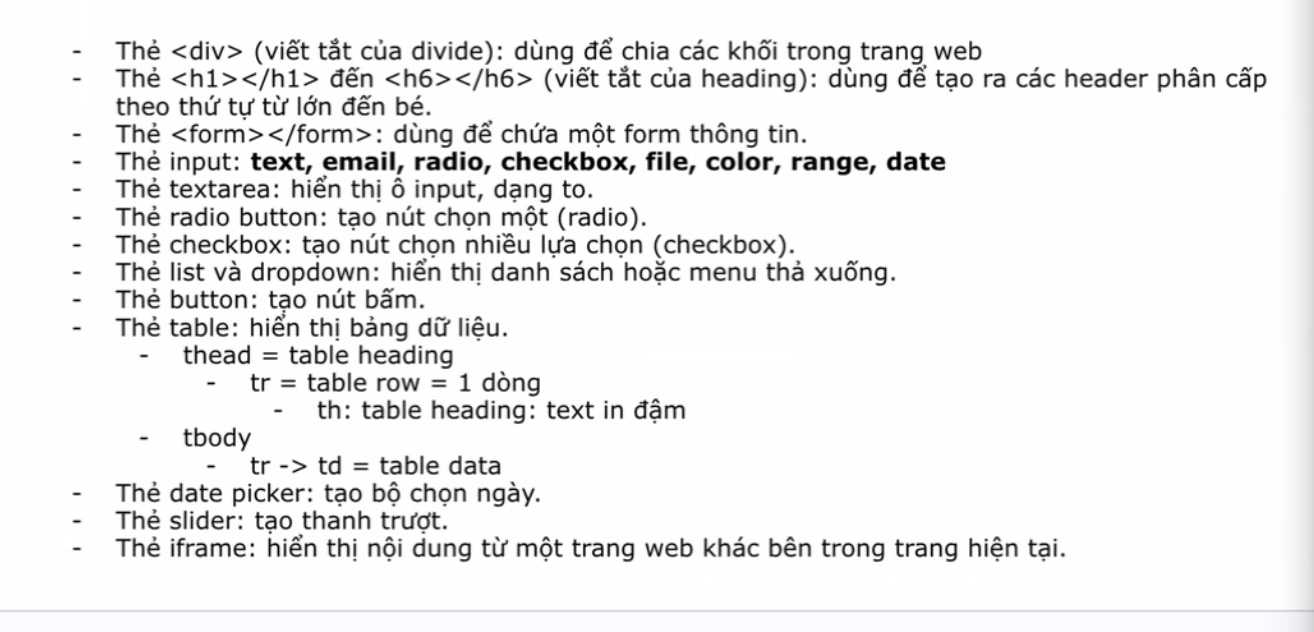 - Thẻ <div> (viết tắt của divide): dùng để chia các khối trong trang web
- Thẻ <h1></h1> đến <h6></h6> (viết tắt của heading): dùng để tạo ra các header phân cấp
theo thứ tự từ lớn đến bé.
- Thẻ <form></form>: dùng để chứa một form thông tin.
- Thẻ input: text, email, radio, checkbox, file, color, range, date
- Thẻ textarea: hiển thị ô input, dạng to.
- Thẻ radio button: tạo nút chọn một (radio).
- Thẻ checkbox: tạo nút chọn nhiều lựa chọn (checkbox).
- Thẻ list và dropdown: hiển thị danh sách hoặc menu thả xuống.
- Thẻ button: tạo nút bấm.
- Thẻ table: hiển thị bảng dữ liệu.
- thead = table heading
- tr = table row = 1 dòng
- th: table heading: text in đậm
- tbody
- tr -> td = table data
- Thẻ date picker: tạo bộ chọn ngày.
- Thẻ slider: tạo thanh trượt.
- Thẻ iframe: hiển thị nội dung từ một trang web khác bên trong trang hiện tại.